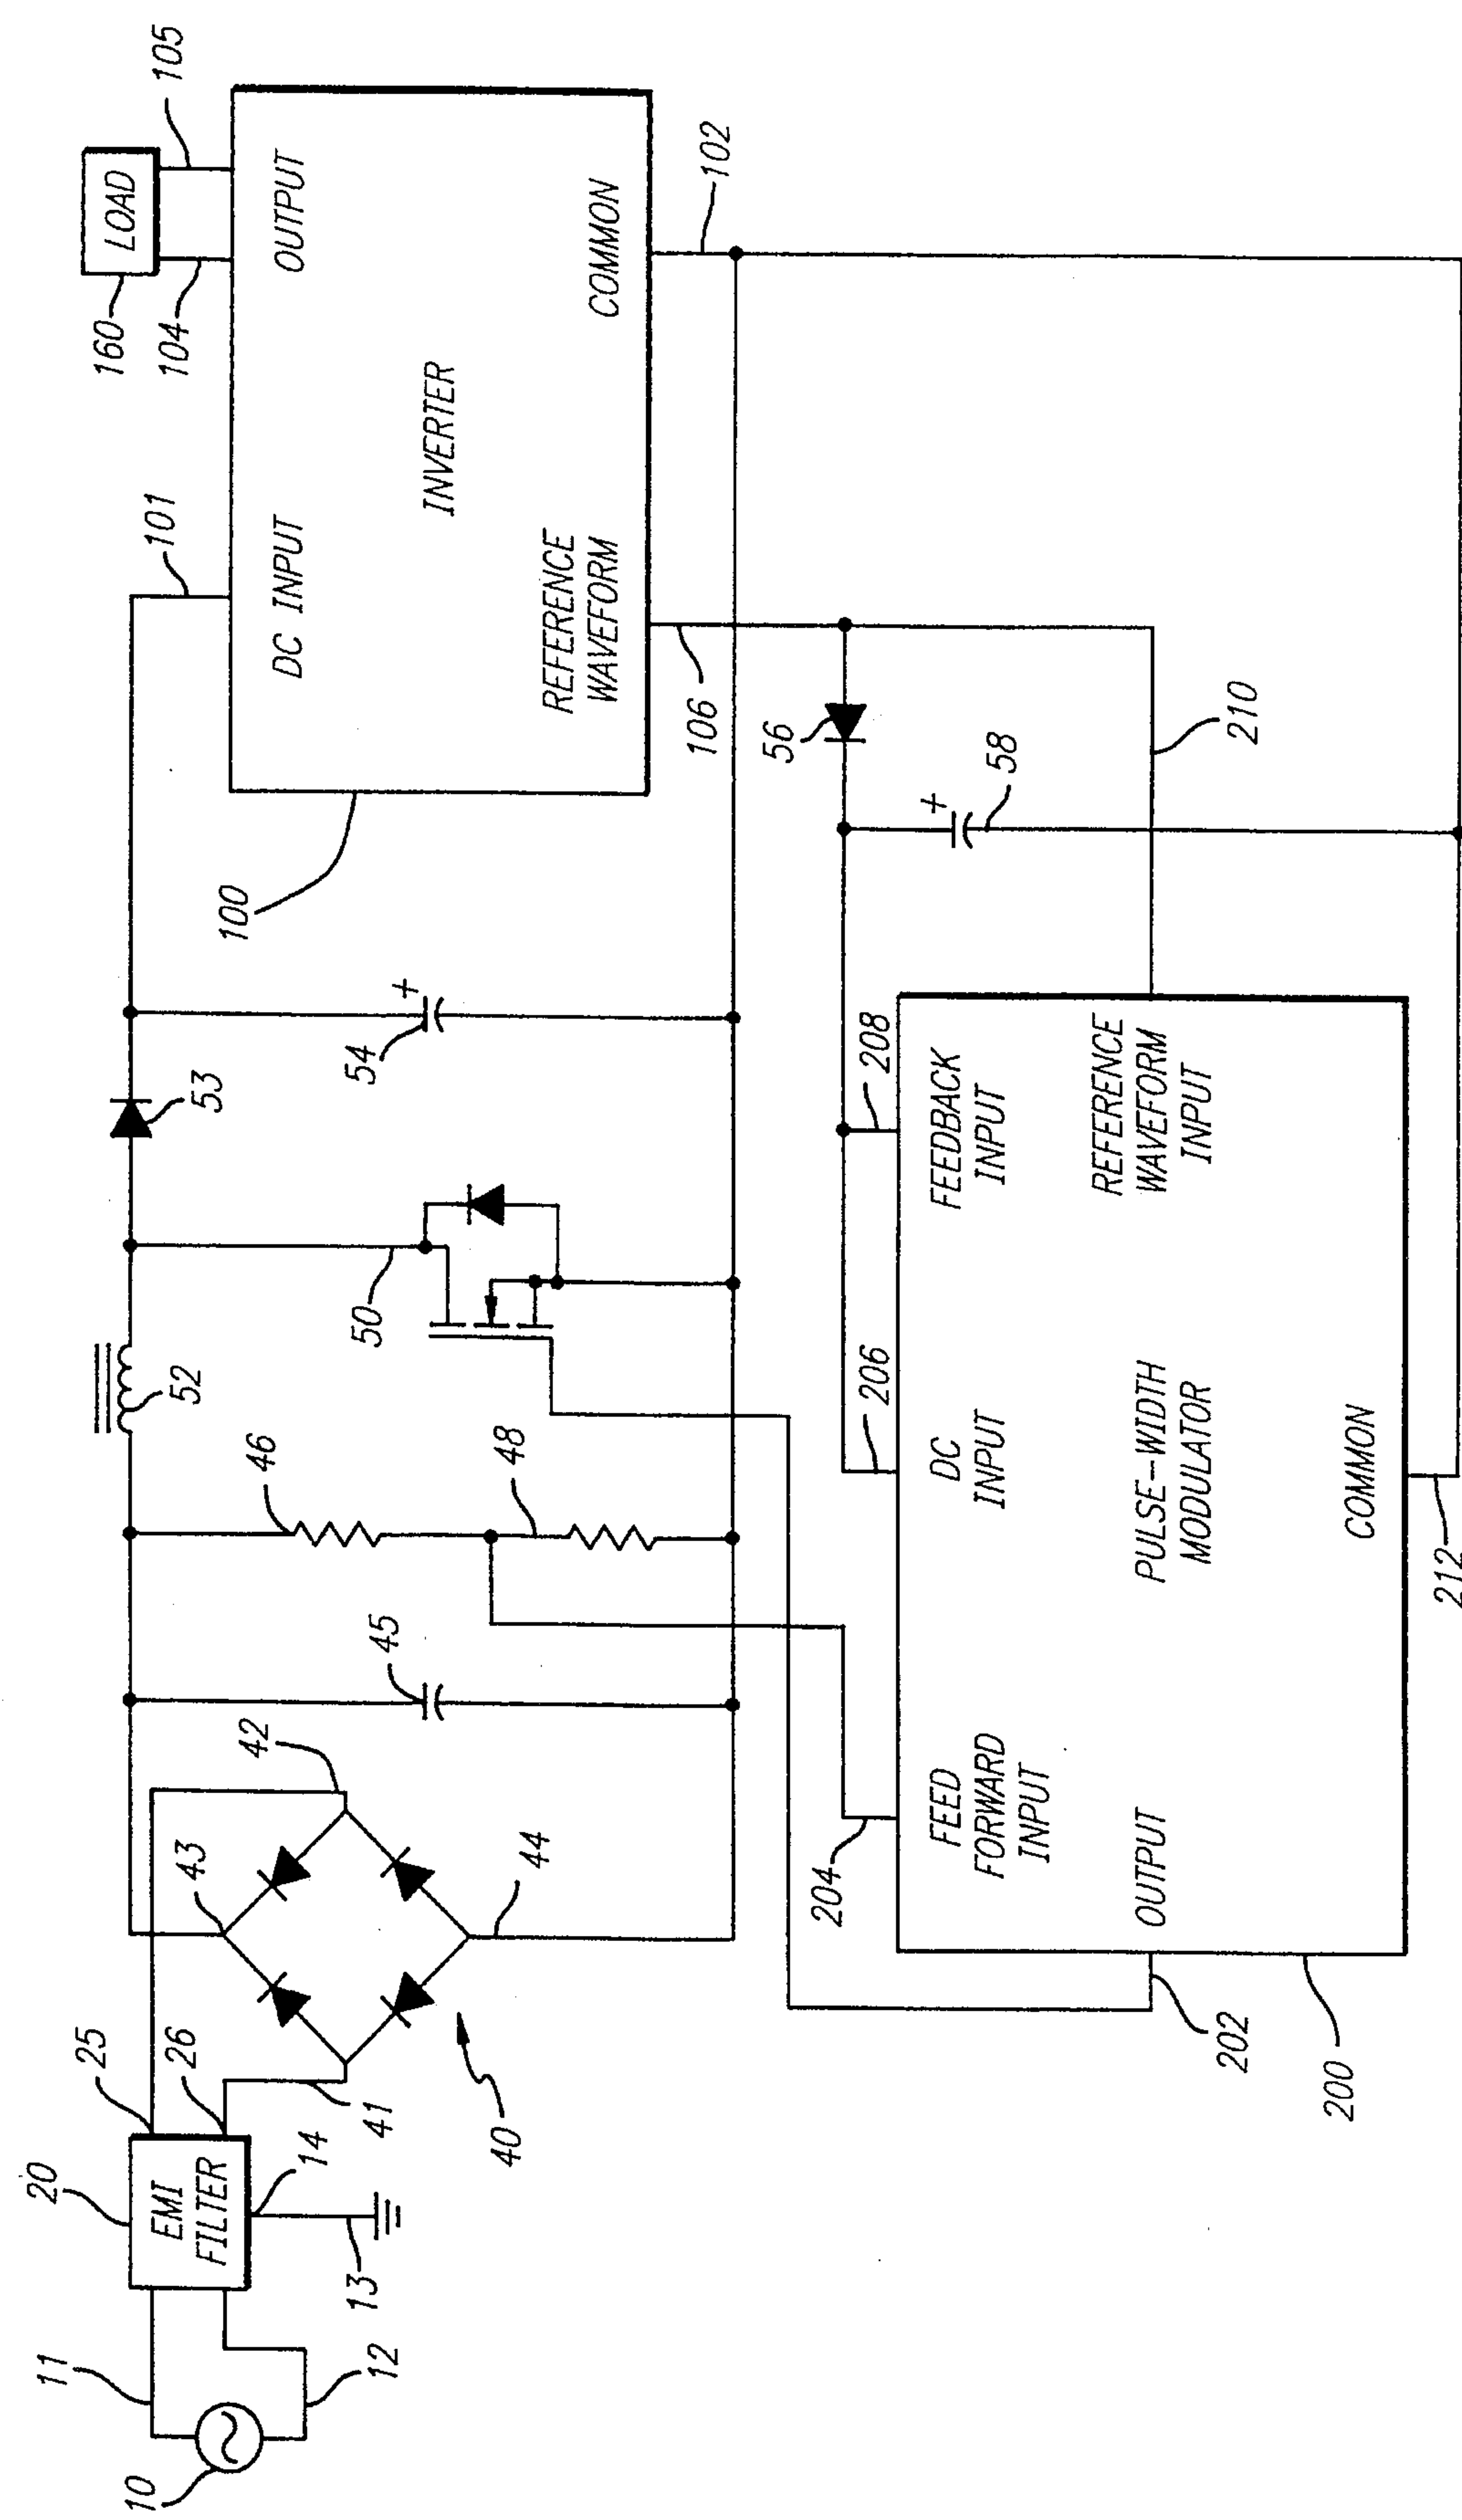 20
25
26
11
10
12
EMI
FILTER
13
14
41
40
43
42
44
45
46
48
52
50
53
54
101
100
160
LOAD
104
105
DC INPUT
OUTPUT
INVERTER
REFERENCE
WAVEFORM
COMMON
106
102
56
58
210
204
206
208
FEED
FORWARD
INPUT
DC
INPUT
FEEDBACK
INPUT
OUTPUT
PULSE-WIDTH
MODULATOR
REFERENCE
WAVEFORM
INPUT
COMMON
202
200
212